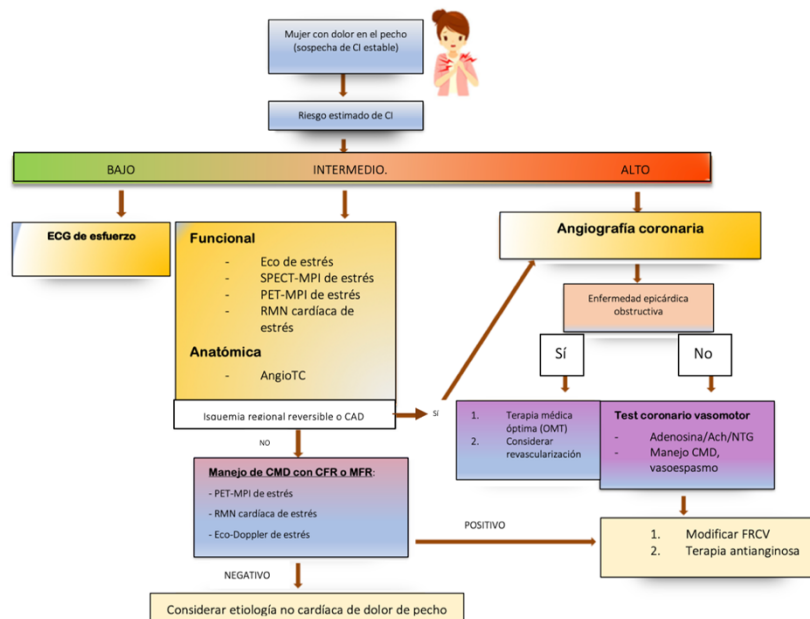 Mujer con dolor en el pecho
(sospecha de CI estable)
Riesgo estimado de CI
BAJO
INTERMEDIO.
ALTO
ECG de esfuerzo
Funcional
- Eco de estrés
- SPECT-MPI de estrés
- PET-MPI de estrés
- RMN cardíaca de
estrés
Anatómica
- AngioTC
Isquemia regional reversible o CAD
Sí
NO
Angiografía coronaria
Enfermedad epicárdica
obstructiva
Sí
No
1. Terapia médica
óptima (OMT)
2. Considerar
revascularización
Test coronario vasomotor
- Adenosina/Ach/NTG
- Manejo CMD,
vasoespasmo
Manejo de CMD con CFR o MFR:
- PET-MPI de estrés
- RMN cardíaca de estrés
- Eco-Doppler de estrés
POSITIVO
1. Modificar FRCV
2. Terapia antianginosa
NEGATIVO
Considerar etiología no cardíaca de dolor de pecho